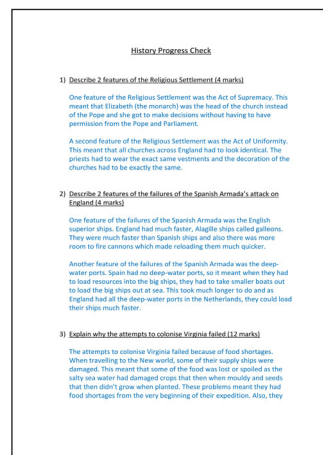 History Progress Check
1) Describe 2 features of the Religious Settlement (4 marks)
One feature of the Religious Settlement was the Act of Supremacy. This
meant that Elizabeth (the monarch) was the head of the church instead
of the Pope and she got to make decisions without having to have
permission from the Pope and Parliament.
A second feature of the Religious Settlement was the Act of Uniformity.
This meant that all churches across England had to look identical. The
priests had to wear the exact same vestments and the decoration of the
churches had to be exactly the same.
2) Describe 2 features of the failures of the Spanish Armada's attack on
England (4 marks)
One feature of the failures of the Spanish Armada was the English
superior ships. England had much faster, Alagille ships called galleons.
They were much faster than Spanish ships and also there was more
room to fire cannons which made reloading them much quicker.
Another feature of the failures of the Spanish Armada was the deep-
water ports. Spain had no deep-water ports, so it meant when they had
to load resources into the big ships, they had to take smaller boats out
to load the big ships out at sea. This took much longer to do and as
England had all the deep-water ports in the Netherlands, they could load
their ships much faster.
3) Explain why the attempts to colonise Virginia failed (12 marks)
The attempts to colonise Virginia failed because of food shortages.
When travelling to the New world, some of their supply ships were
damaged. This meant that some of the food was lost or spoiled as the
salty sea water had damaged crops that then when mouldy and seeds
that then didn't grow when planted. These problems meant they had
food shortages from the very beginning of their expedition. Also, they